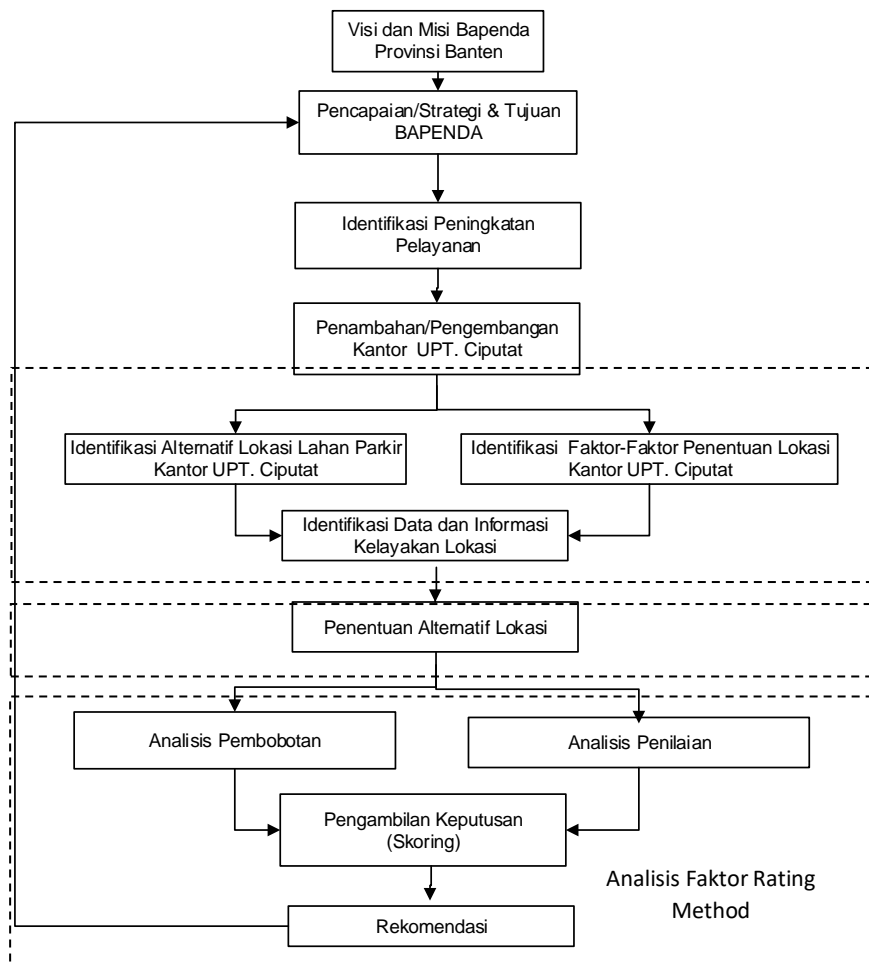 Visi dan Misi Bapenda
Provinsi Banten
Pencapaian/Strategi & Tujuan
BAPENDA
Identifikasi Peningkatan
Pelayanan
Penambahan/Pengembangan
Kantor UPT. Ciputat
Identifikasi Alternatif Lokasi Lahan Parkir
Kantor UPT. Ciputat
Identifikasi Faktor-Faktor Penentuan Lokasi
Kantor UPT. Ciputat
Identifikasi Data dan Informasi
Kelayakan Lokasi
Penentuan Alternatif Lokasi
Analisis Pembobotan
Analisis Penilaian
Pengambilan Keputusan
(Skoring)
Analisis Faktor Rating
Method
Rekomendasi